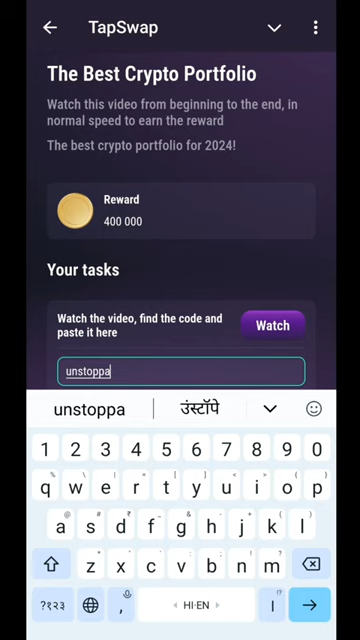 TapSwap
The Best Crypto Portfolio
Watch this video from beginning to the end, in
normal speed to earn the reward
The best crypto portfolio for 2024!
Reward
400 000
Your tasks
Watch the video, find the code and
paste it here
Watch
unstoppa
unstoppa उंस्टॉपे
1 2 3 4 5 6 7 8 9 0
q w e r t y u i o p
a s d f g h j k l
z x c v b n m
?१२३ , HI·EN ।